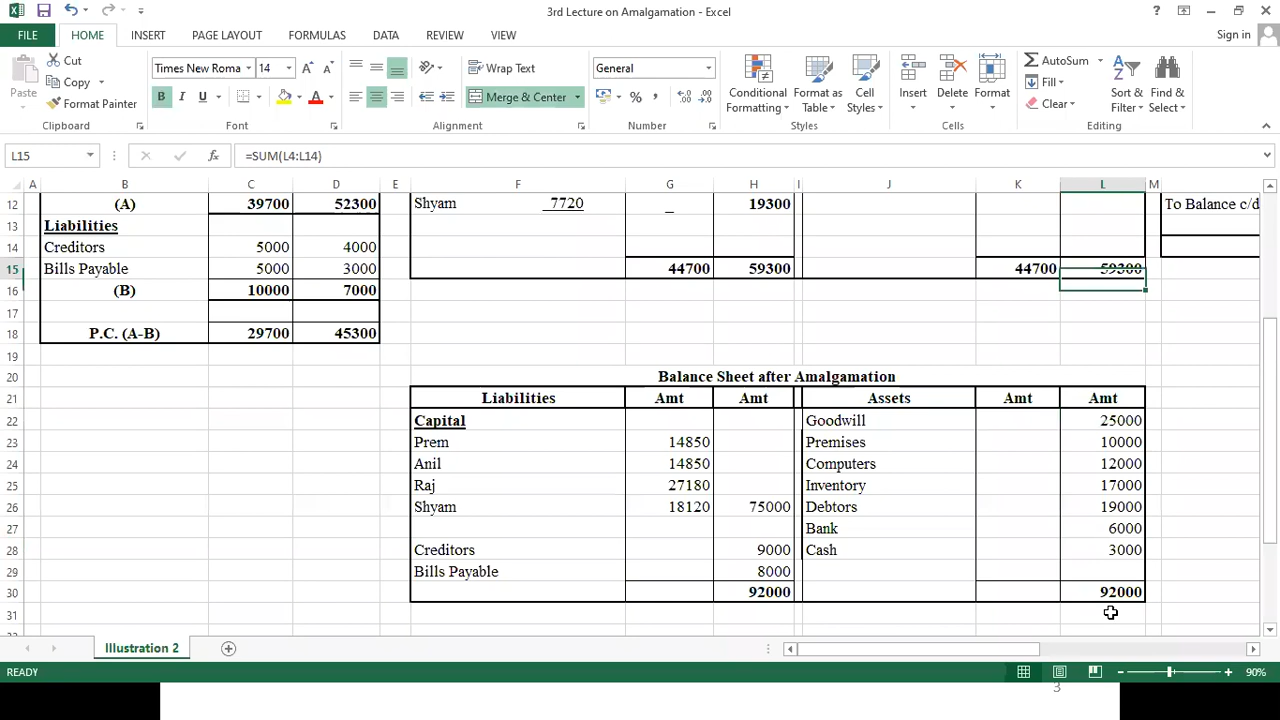 3rd Lecture on Amalgamation - Excel
FILE HOME INSERT PAGE LAYOUT FORMULAS DATA REVIEW VIEW Sign in
Cut Times New Roma 14 Wrap Text General AutoSum
Copy Fill
Paste Format Painter Merge & Center Conditional Formatting Format as Table Cell Styles Insert Delete Format Clear Sort & Filter Find & Select
Clipboard Font Alignment Number Styles Cells Editing
L15 =SUM(L4:L14)
A B C D E F G H I J K L M
12 (A) 39700 52300 Shyam 7720 _ 19300 To Balance c/d
13 Liabilities
14 Creditors 5000 4000
15 Bills Payable 5000 3000 44700 59300 44700 59300
16 (B) 10000 7000
17
18 P.C. (A-B) 29700 45300
19
20 Balance Sheet after Amalgamation
21 Liabilities Amt Amt Assets Amt Amt
22 Capital Goodwill 25000
23 Prem 14850 Premises 10000
24 Anil 14850 Computers 12000
25 Raj 27180 Inventory 17000
26 Shyam 18120 75000 Debtors 19000
27 Bank 6000
28 Creditors 9000 Cash 3000
29 Bills Payable 8000
30 92000 92000
31
Illustration 2
READY 90%
3